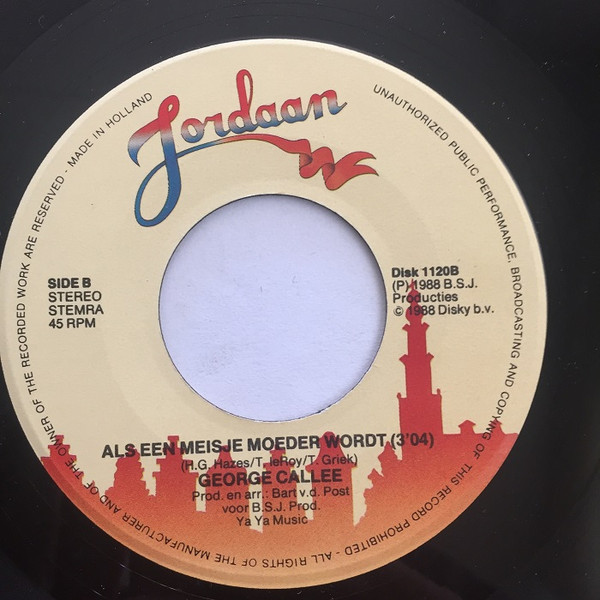 Jordaan
SIDE B
STEREO
STEMRA
45 RPM
Disk 1120B
(P) 1988 B.S.J.
Producties
© 1988 Disky b.v.
ALS EEN MEISJE MOEDER WORDT (3'04)
(H.G. Hazes/T. leRoy/T. Griek)
GEORGE CALLEE
Prod. en arr.: Bart v.d. Post
voor B.S.J. Prod.
Ya Ya Music
ALL RIGHTS OF THE MANUFACTURER AND OF THE OWNER OF THE RECORDED WORK ARE RESERVED - MADE IN HOLLAND
UNAUTHORIZED PUBLIC PERFORMANCE, BROADCASTING AND COPYING OF THIS RECORD PROHIBITED -